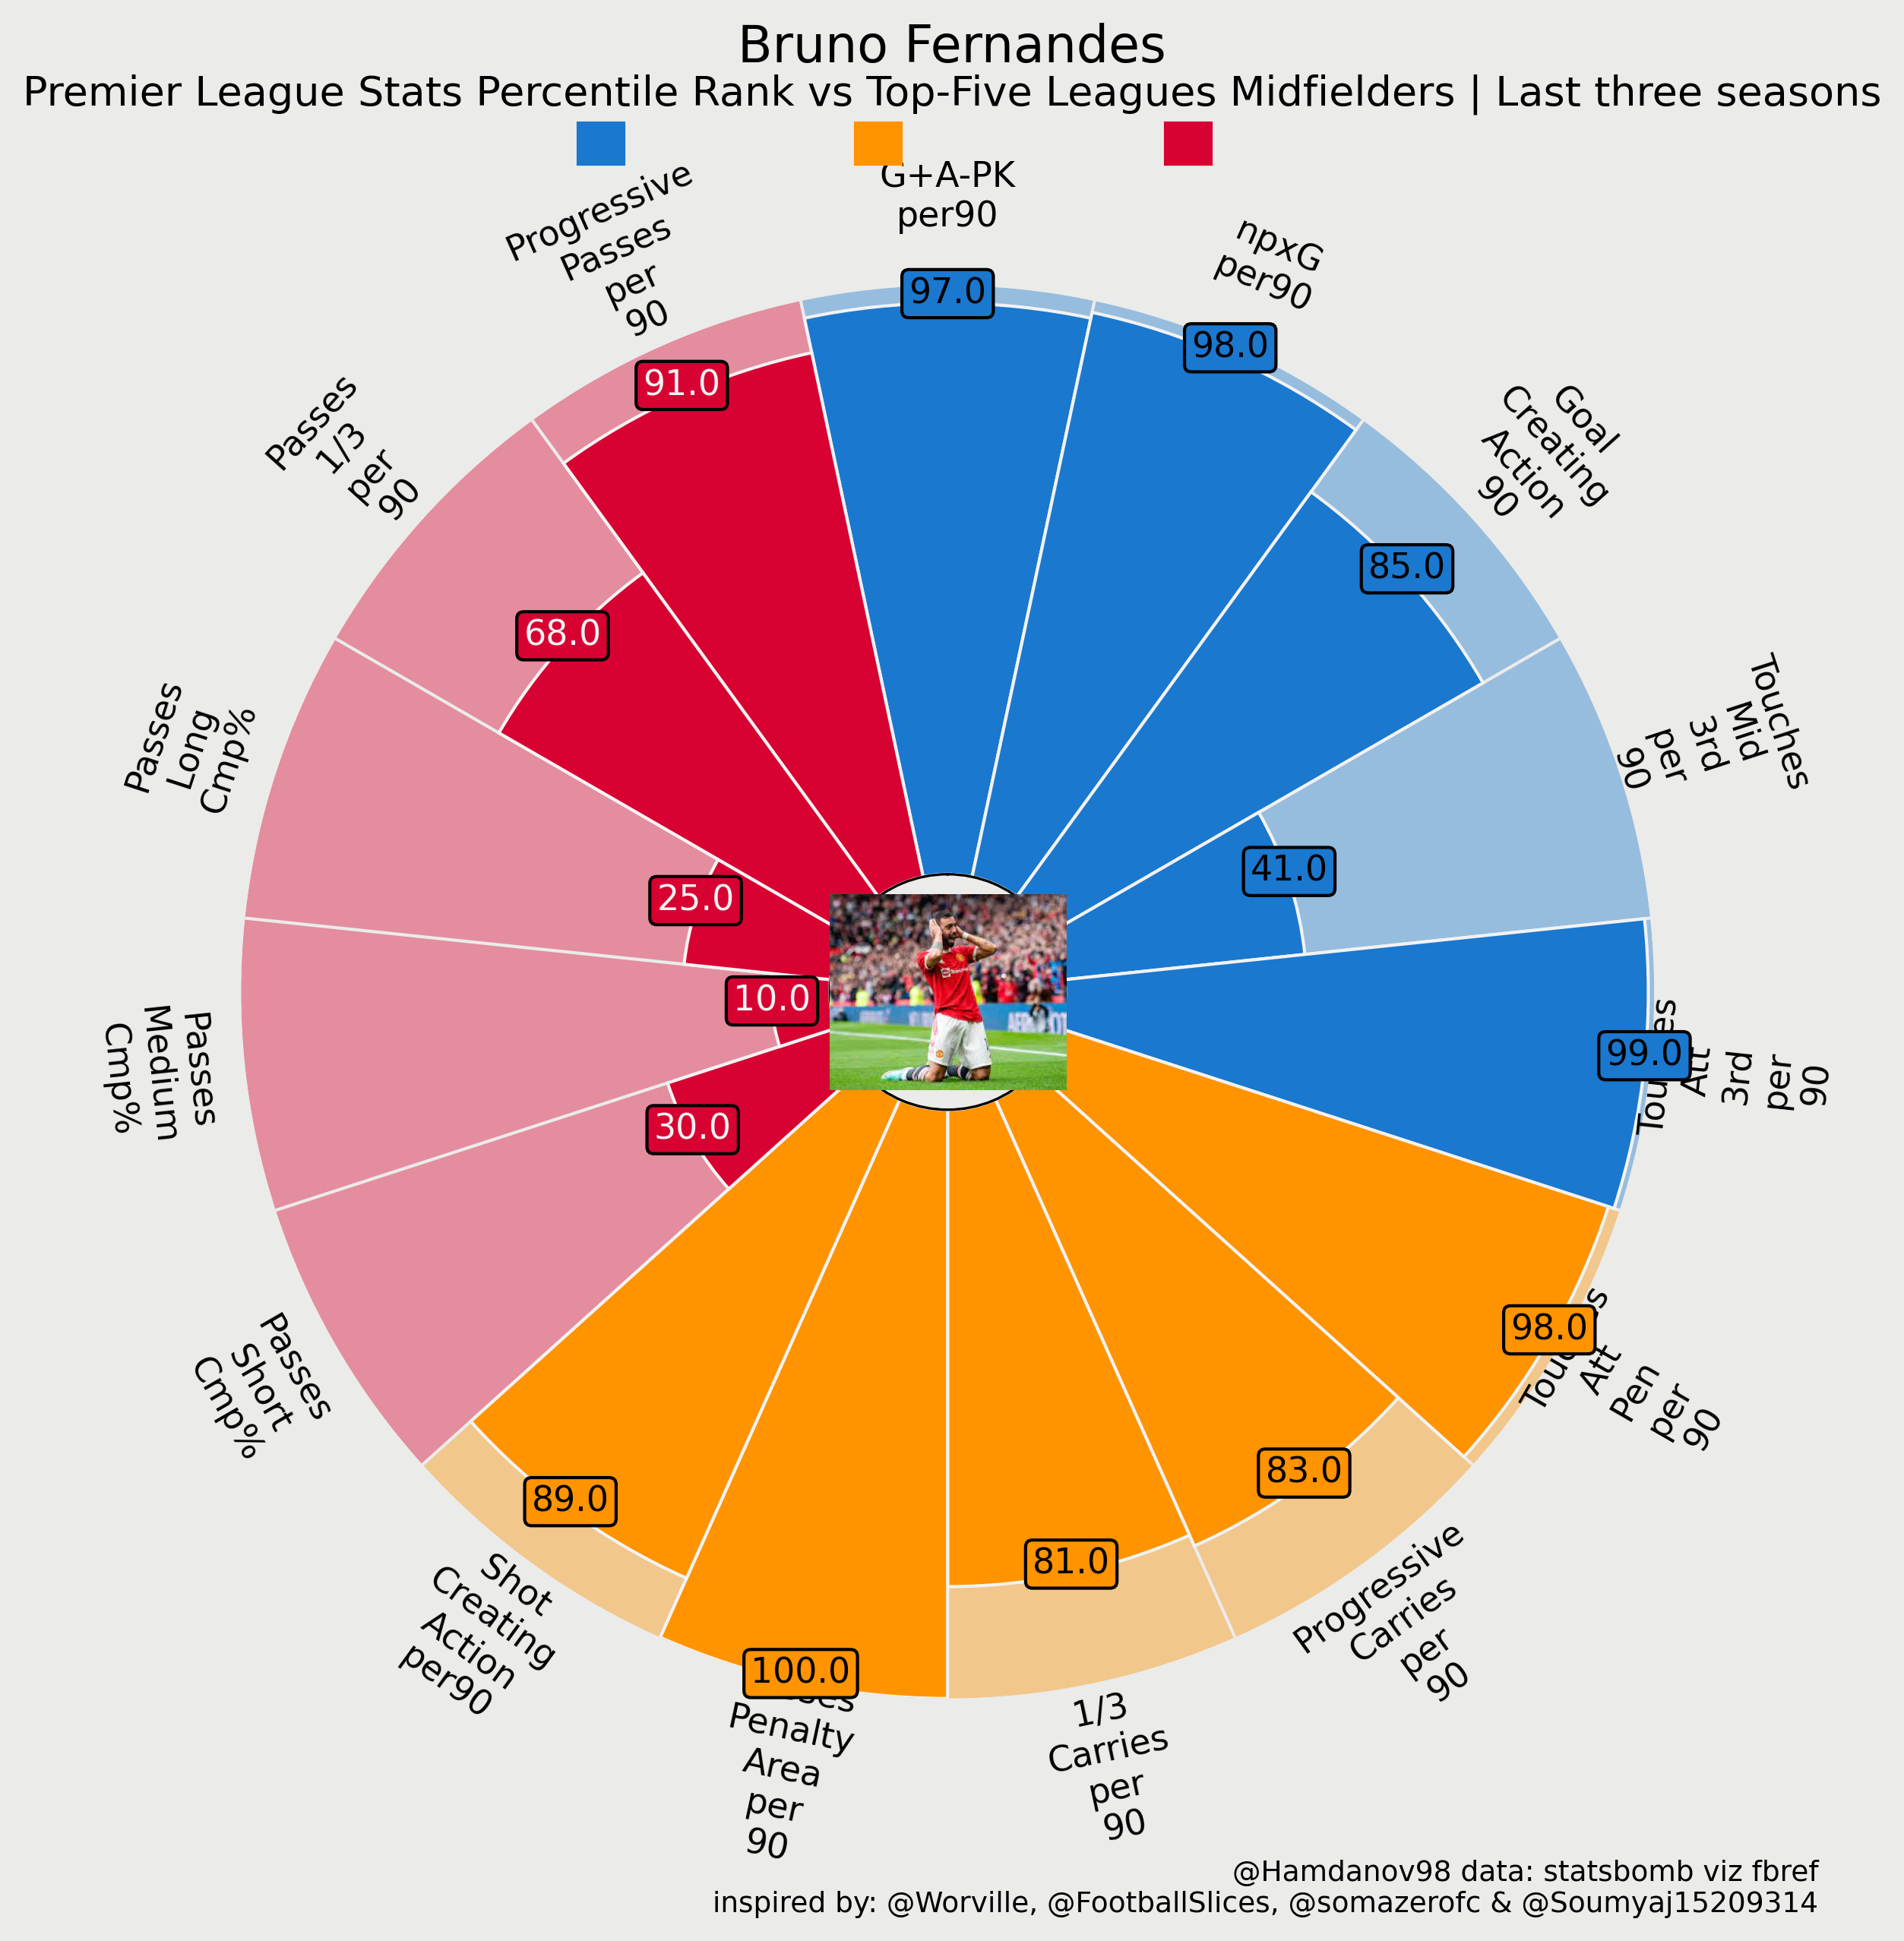 Bruno Fernandes
Premier League Stats Percentile Rank vs Top-Five Leagues Midfielders | Last three seasons
G+A-PK
per90
97.0
npxG
per90
98.0
Goal
Creating
Action
90
85.0
Touches
Mid
3rd
per
90
41.0
Att
3rd
per
90
99.0
Att
Pen
per
90
98.0
Progressive
Carries
per
90
83.0
1/3
Carries
per
90
81.0
100.0
Penalty
Area
per
90
Shot
Creating
Action
per90
89.0
Passes
Short
Cmp%
30.0
Passes
Medium
Cmp%
10.0
Passes
Long
Cmp%
25.0
Passes
1/3
per
90
68.0
Progressive
Passes
per
90
91.0
@Hamdanov98 data: statsbomb viz fbref
inspired by: @Worville, @FootballSlices, @somazerofc & @Soumyaj15209314